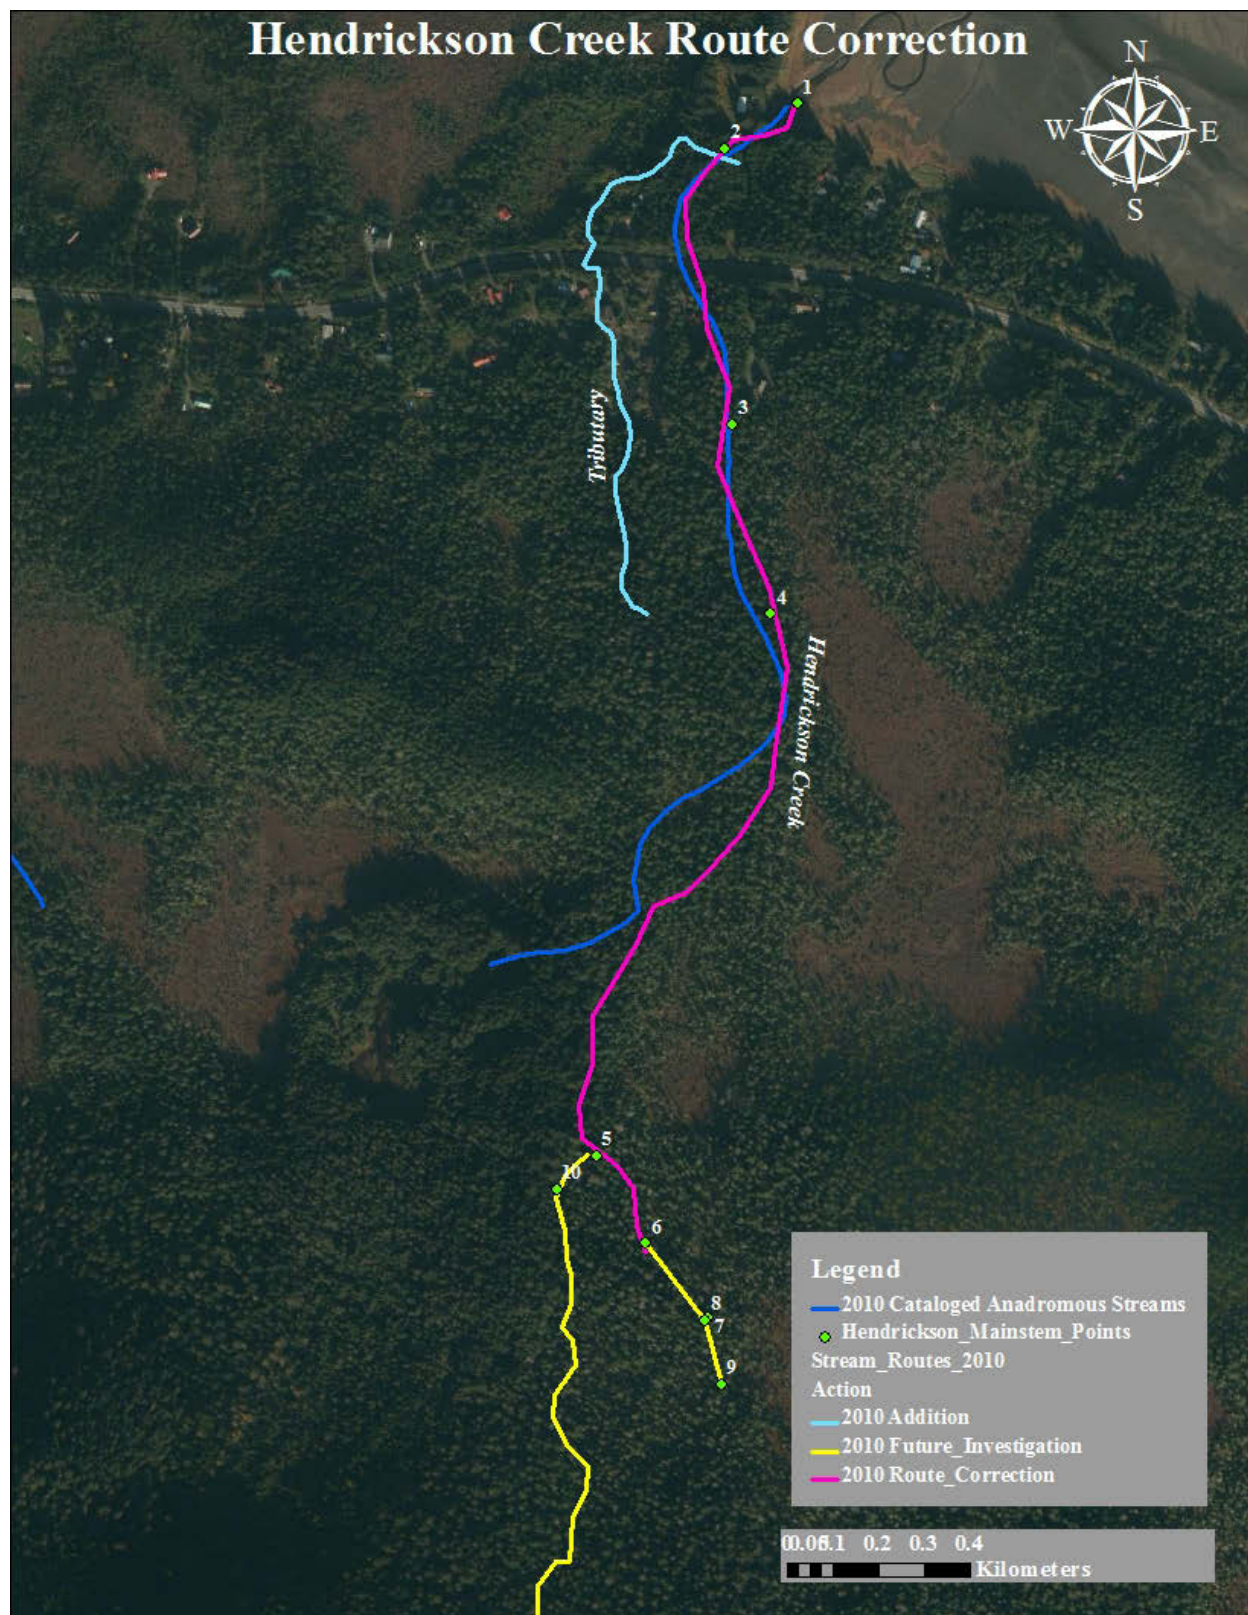 Hendrickson Creek Route Correction
N
W E
S
1
2
3
Tributary
4
Hendrickson Creek
5
10
6
8
7
9
Legend
2010 Cataloged Anadromous Streams
Hendrickson_Mainstem_Points
Stream_Routes_2010
Action
2010 Addition
2010 Future_Investigation
2010 Route_Correction
0.2 0.3 0.4
Kilometers